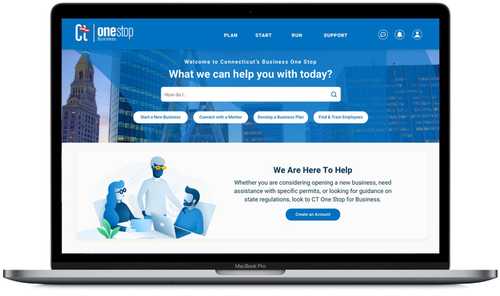 CT onestop
Business
PLAN START RUN SUPPORT
Welcome to Connecticut's Business One Stop
What we can help you with today?
How do I...
Start a New Business Connect with a Mentor Develop a Business Plan Find & Train Employees
We Are Here To Help
Whether you are considering opening a new business, need
assistance with specific permits, or looking for guidance on
state regulations, look to CT One Stop for Business.
Create an Account
MacBook Pro